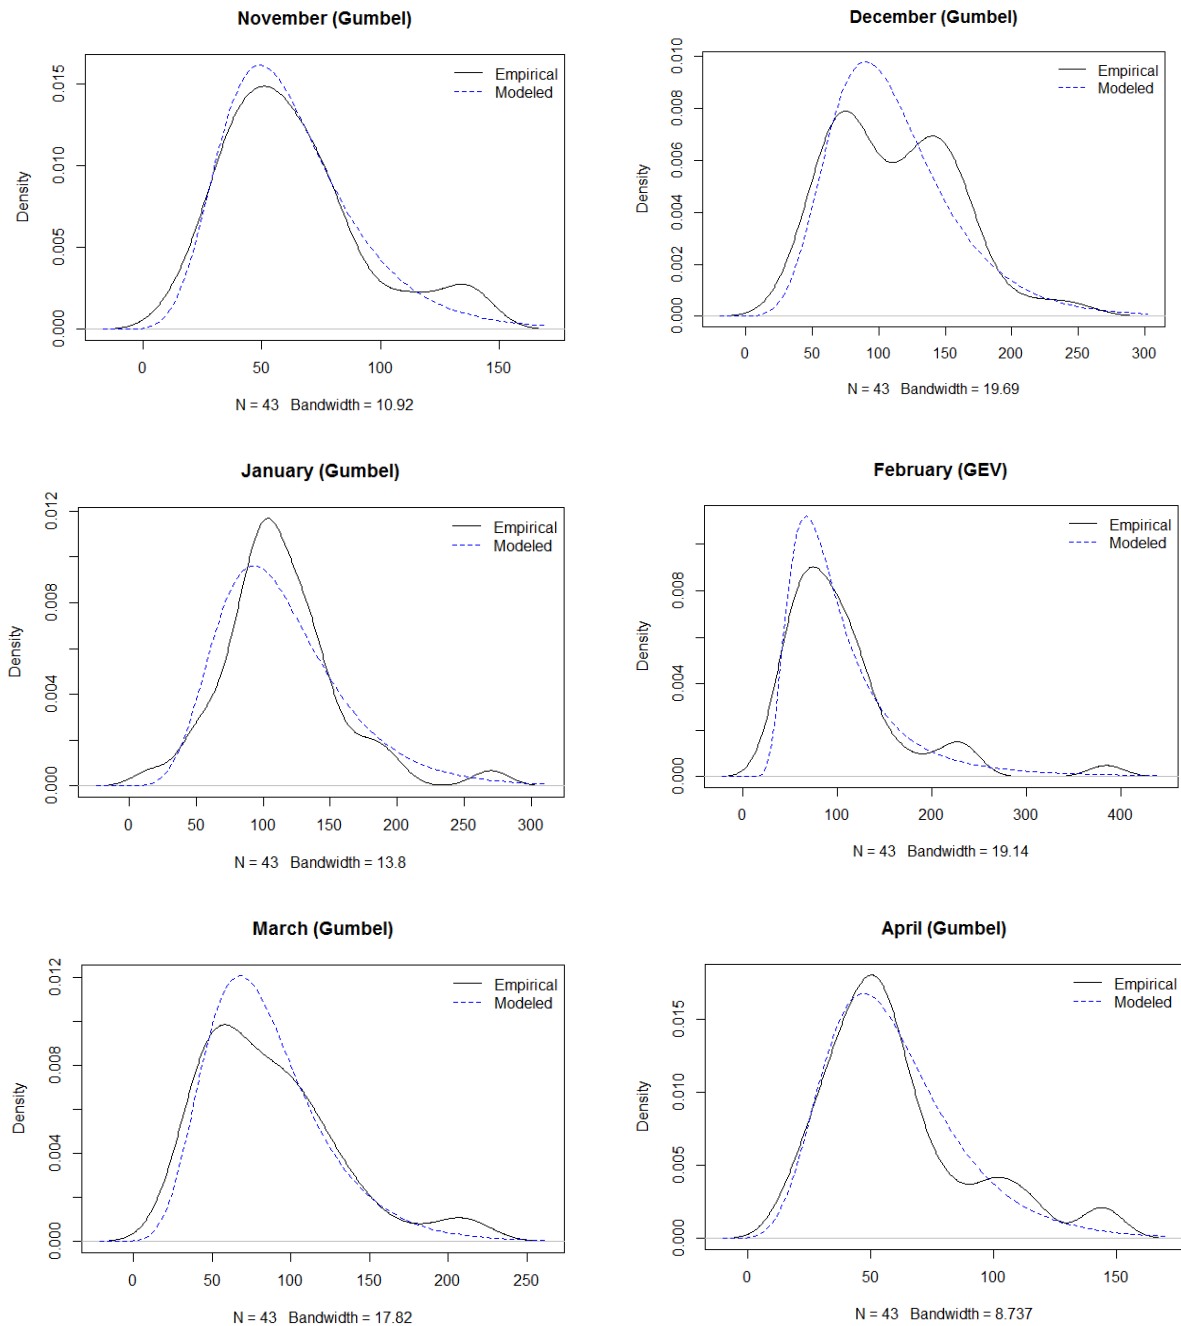 November (Gumbel)
Density
0.015
0.010
0.005
0.000
Empirical
Modeled
0 50 100 150
N = 43 Bandwidth = 10.92
December (Gumbel)
Density
0.010
0.008
0.006
0.004
0.002
0.000
Empirical
Modeled
0 50 100 150 200 250 300
N = 43 Bandwidth = 19.69
January (Gumbel)
Density
0.012
0.008
0.004
0.000
Empirical
Modeled
0 50 100 150 200 250 300
N = 43 Bandwidth = 13.8
February (GEV)
Density
0.008
0.004
0.000
Empirical
Modeled
0 100 200 300 400
N = 43 Bandwidth = 19.14
March (Gumbel)
Density
0.012
0.008
0.004
0.000
Empirical
Modeled
0 50 100 150 200 250
N = 43 Bandwidth = 17.82
April (Gumbel)
Density
0.015
0.010
0.005
0.000
Empirical
Modeled
0 50 100 150
N = 43 Bandwidth = 8.737